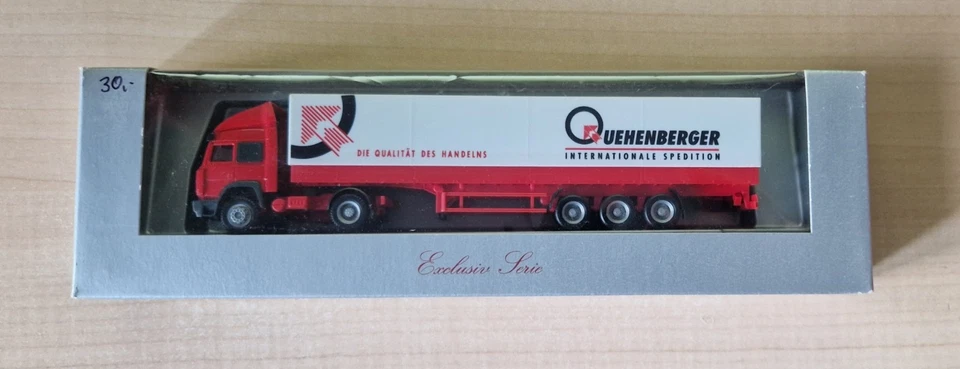 30,-
DIE QUALITÄT DES HANDELNS
QUEHENBERGER
INTERNATIONALE SPEDITION
Exclusiv Serie